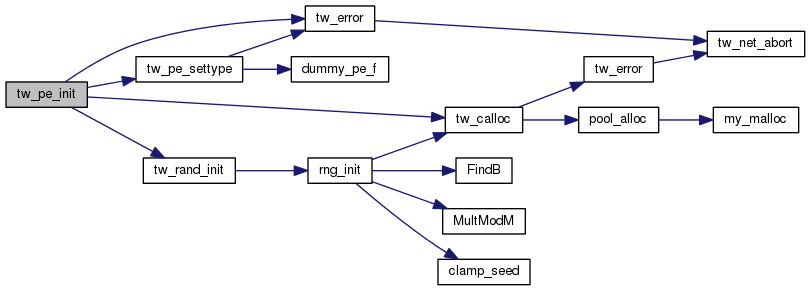 tw_error
tw_net_abort
tw_pe_settype
dummy_pe_f
tw_error
tw_pe_init
tw_calloc
pool_alloc
my_malloc
tw_rand_init
rng_init
FindB
MultModM
clamp_seed